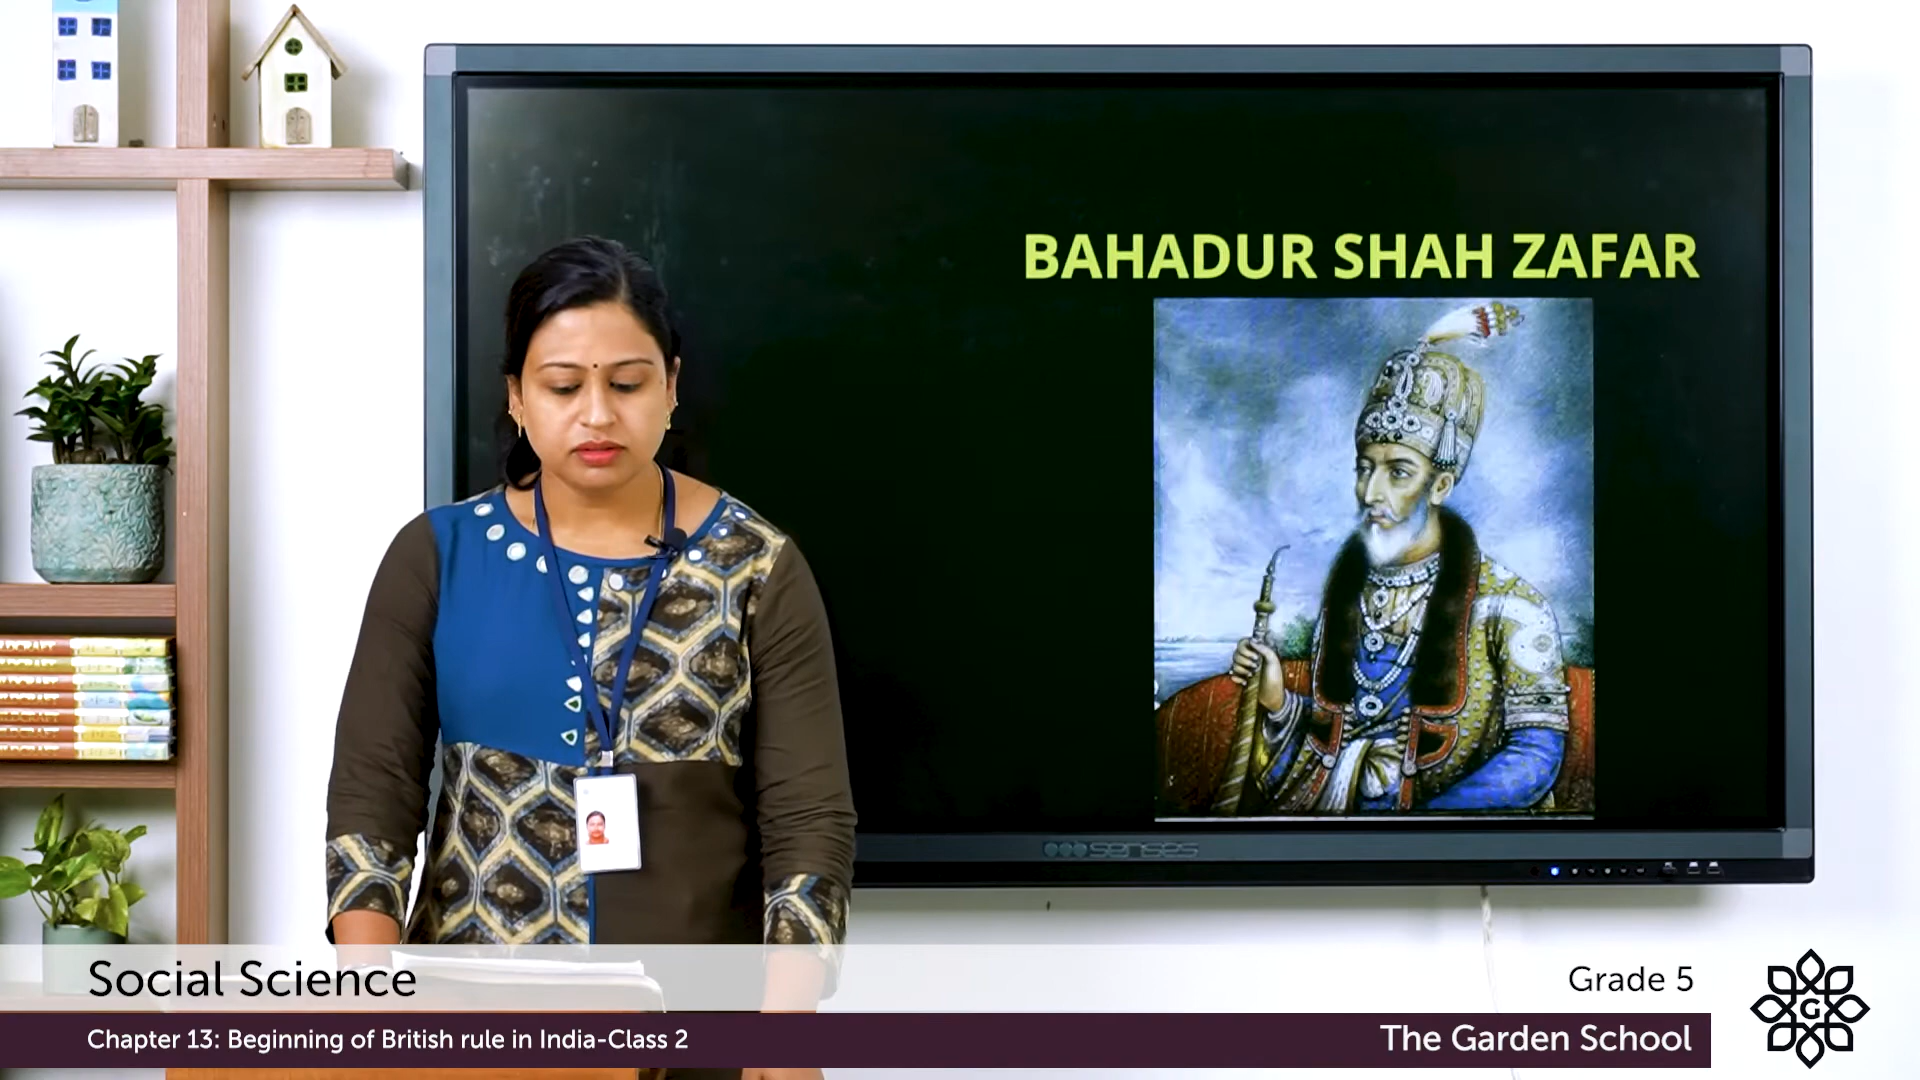 BAHADUR SHAH ZAFAR
senses
Social Science
Grade 5
Chapter 13: Beginning of British rule in India-Class 2
The Garden School
G